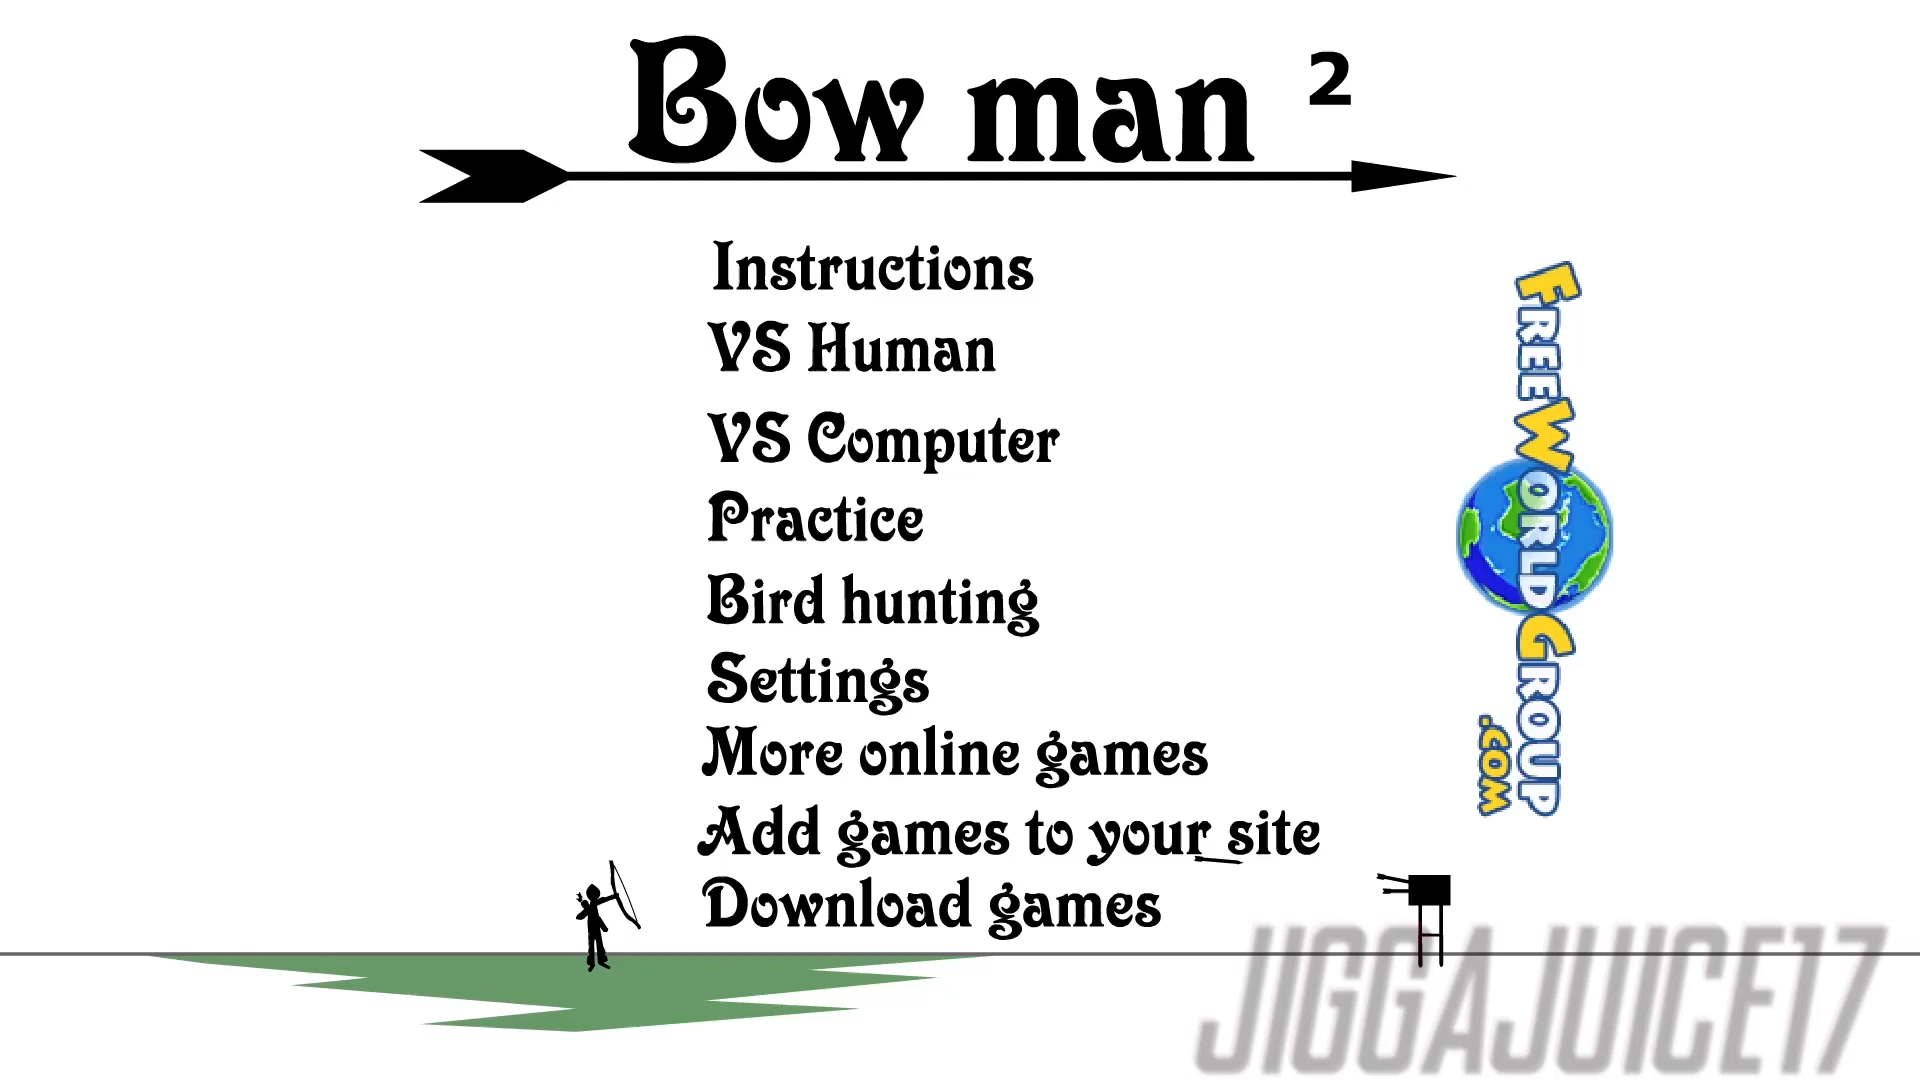 Bow man 2
Instructions
VS Human
VS Computer
Practice
Bird hunting
Settings
More online games
Add games to your site
Download games
FREEWORLDGROUP
.COM
JIGGAJUICE17